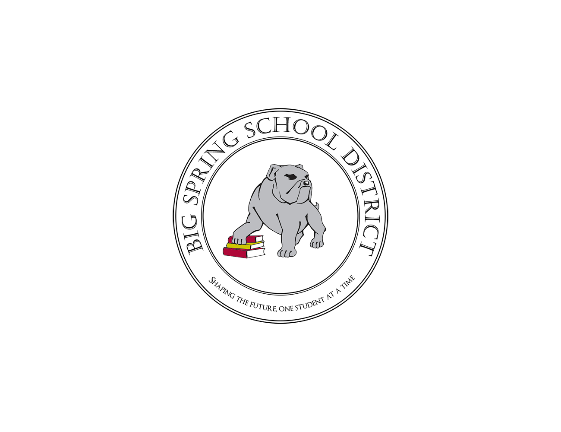 BIG SPRING SCHOOL DISTRICT
SHAPING THE FUTURE, ONE STUDENT AT A TIME